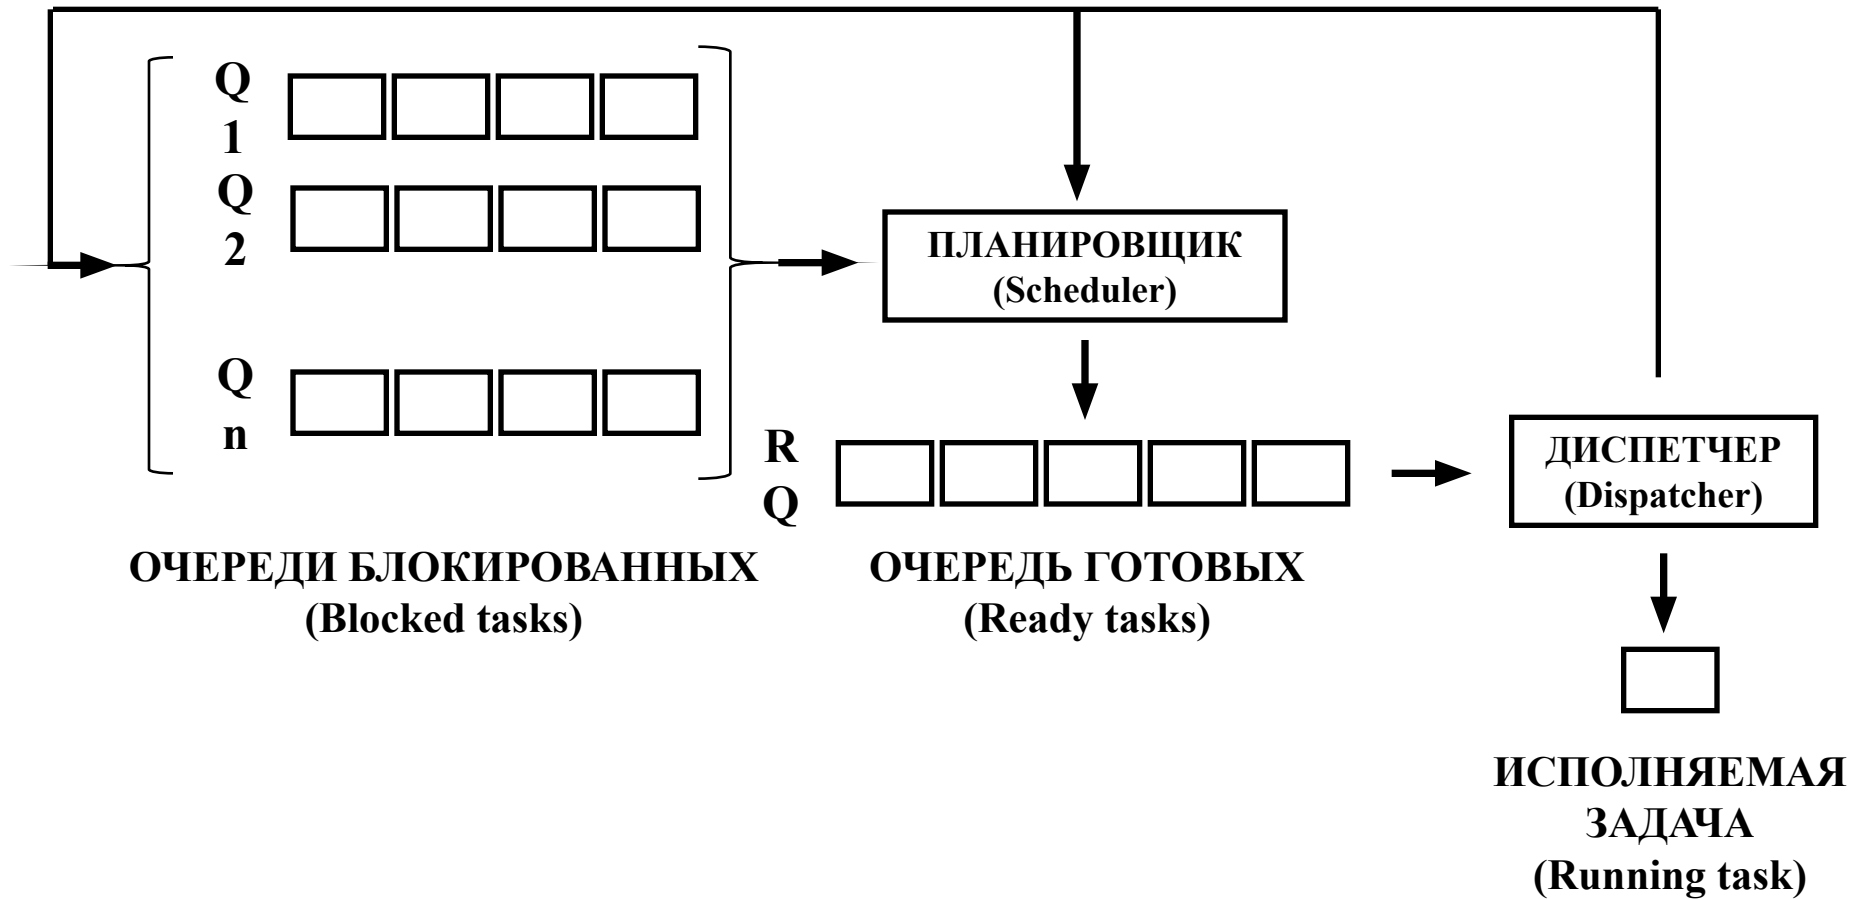 Q
1
Q
2
Q
n
ПЛАНИРОВЩИК
(Scheduler)
R
Q
ДИСПЕТЧЕР
(Dispatcher)
ОЧЕРЕДИ БЛОКИРОВАННЫХ
(Blocked tasks)
ОЧЕРЕДЬ ГОТОВЫХ
(Ready tasks)
ИСПОЛНЯЕМАЯ
ЗАДАЧА
(Running task)